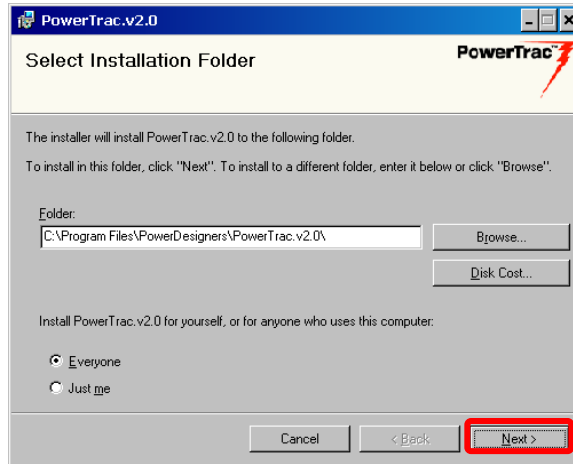 PowerTrac.v2.0
Select Installation Folder
PowerTrac™
The installer will install PowerTrac.v2.0 to the following folder.
To install in this folder, click "Next". To install to a different folder, enter it below or click "Browse".
Folder:
C:\Program Files\PowerDesigners\PowerTrac.v2.0\
Browse...
Disk Cost...
Install PowerTrac.v2.0 for yourself, or for anyone who uses this computer:
Everyone
Just me
Cancel
< Back
Next >